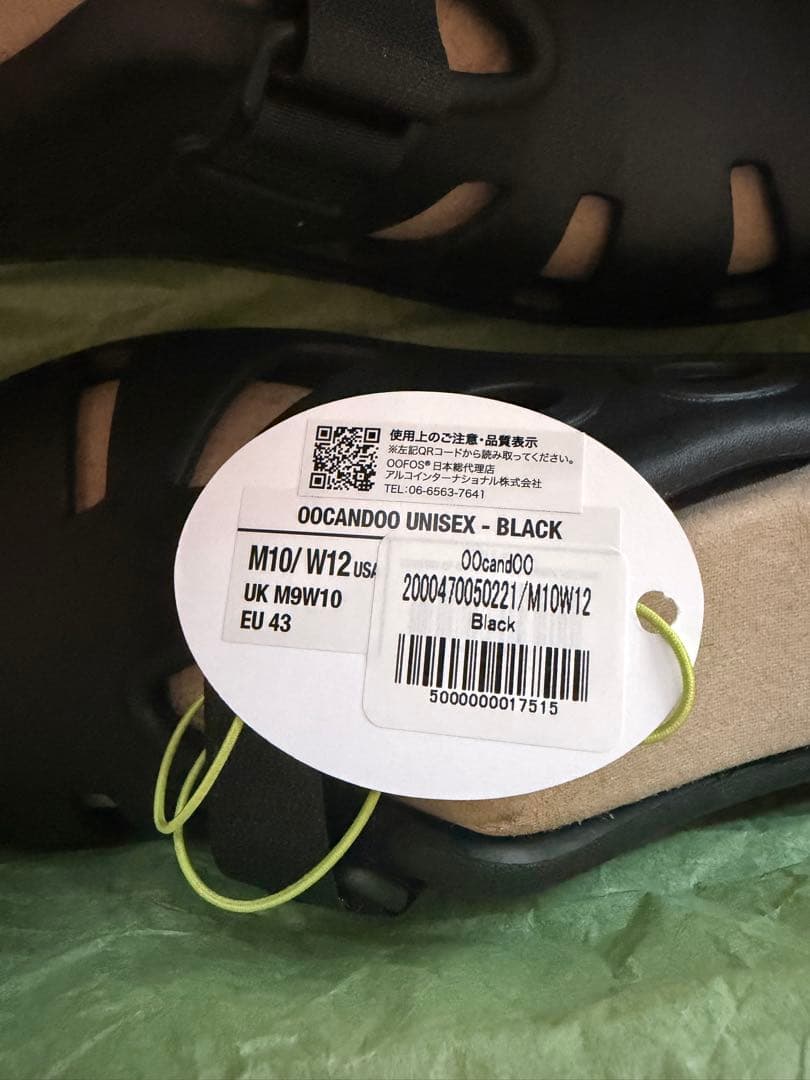 使用上のご注意・品質表示
※左記QRコードから読み取ってください。
OOFOS® 日本総代理店
アルコインターナショナル株式会社
TEL:06-6563-7641
OOCANDOO UNISEX - BLACK
M10/ W12 USA
UK M9W10
EU 43
OOcandOO
2000470050221/M10W12
Black
5000000017515